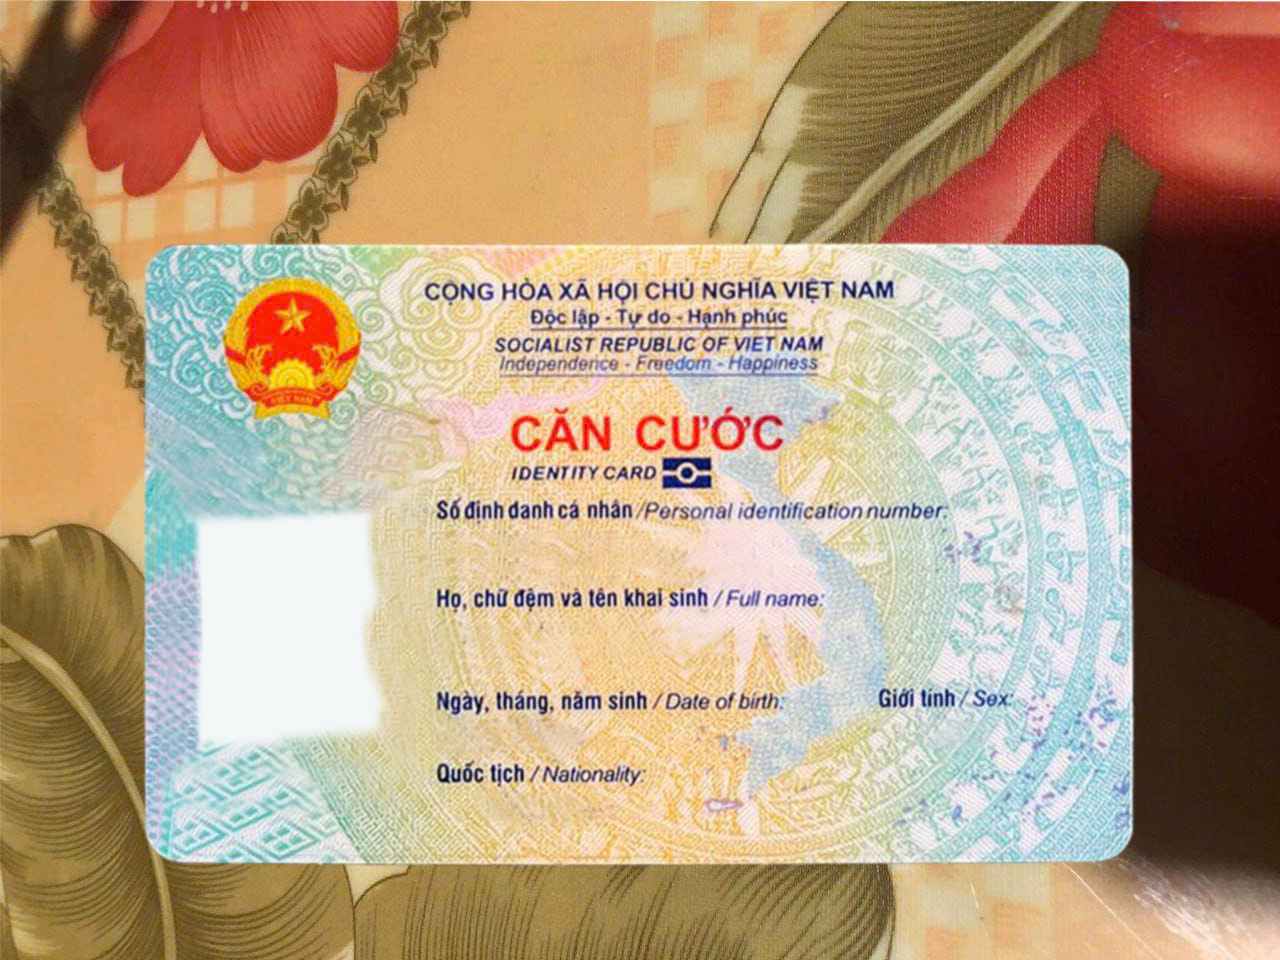 CỘNG HÒA XÃ HỘI CHỦ NGHĨA VIỆT NAM
Độc lập - Tự do - Hạnh phúc
SOCIALIST REPUBLIC OF VIET NAM
Independence - Freedom - Happiness
VIỆT NAM
CĂN CƯỚC
IDENTITY CARD
Số định danh cá nhân /Personal identification number:
Họ, chữ đệm và tên khai sinh / Full name:
Ngày, tháng, năm sinh / Date of birth: Giới tính / Sex:
Quốc tịch / Nationality: